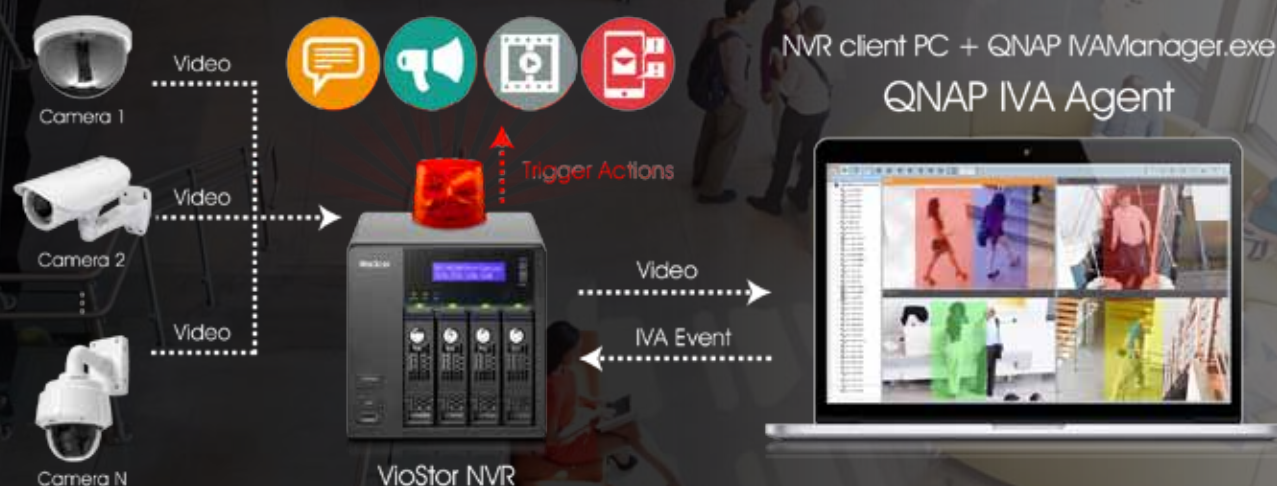 Video
Camera 1
Video
Camera 2
Video
Camera N
Trigger Actions
VioStor NVR
Video
IVA Event
NVR client PC + QNAP IVAManager.exe
QNAP IVA Agent